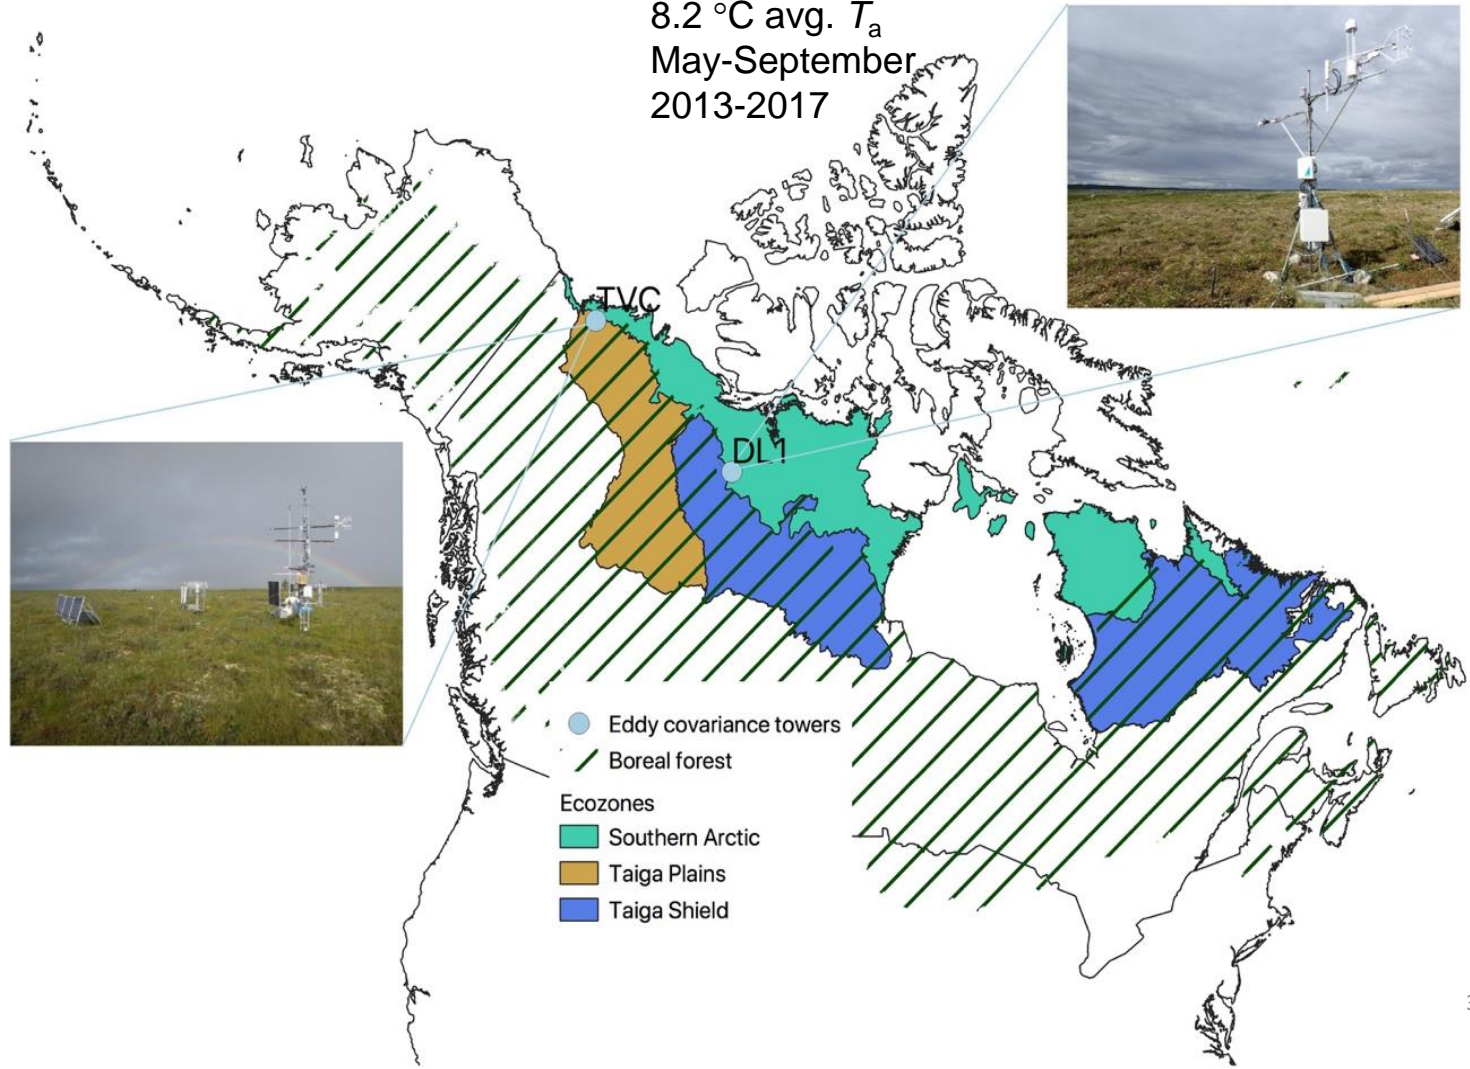 8.2 °C avg. Ta
May-September
2013-2017
TVC
DL1
Eddy covariance towers
Boreal forest
Ecozones
Southern Arctic
Taiga Plains
Taiga Shield